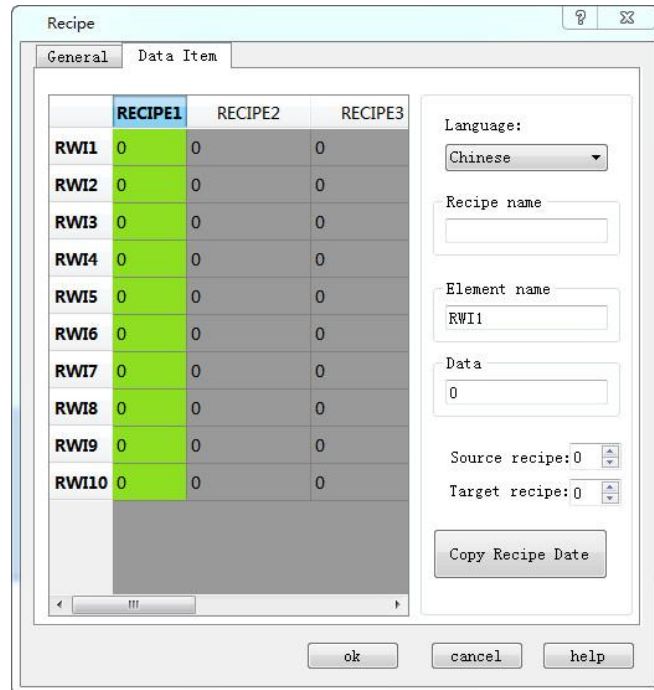 Recipe
General Data Item
RECIPE1 RECIPE2 RECIPE3
RWI1 0 0 0
RWI2 0 0 0
RWI3 0 0 0
RWI4 0 0 0
RWI5 0 0 0
RWI6 0 0 0
RWI7 0 0 0
RWI8 0 0 0
RWI9 0 0 0
RWI10 0 0 0
Language:
Chinese
Recipe name
Element name
RWI1
Data
0
Source recipe:0
Target recipe:0
Copy Recipe Date
ok cancel help